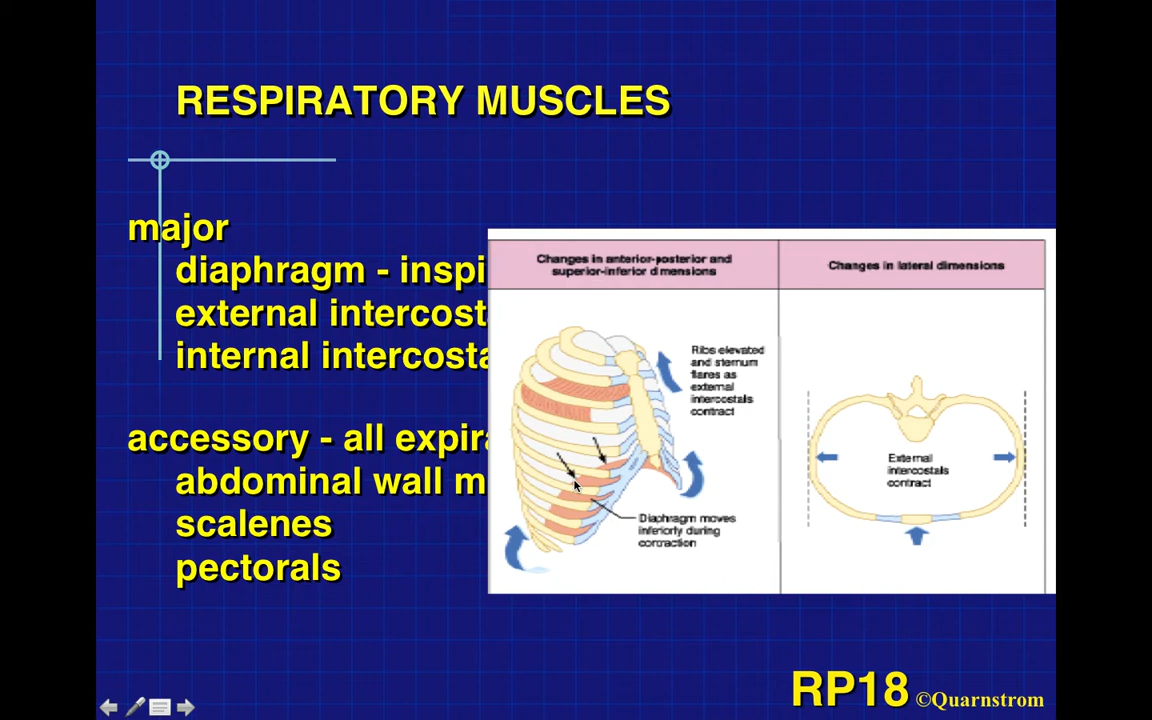 RESPIRATORY MUSCLES
major
diaphragm - inspi
external intercost
internal intercosta
accessory - all expira
abdominal wall m
scalenes
pectorals
Changes in anterior-posterior and
superior-inferior dimensions
Changes in lateral dimensions
Ribs elevated
and sternum
flares as
external
intercostals
contract
Diaphragm moves
inferiorly during
contraction
External
intercostals
contract
RP18 ©Quarnstrom